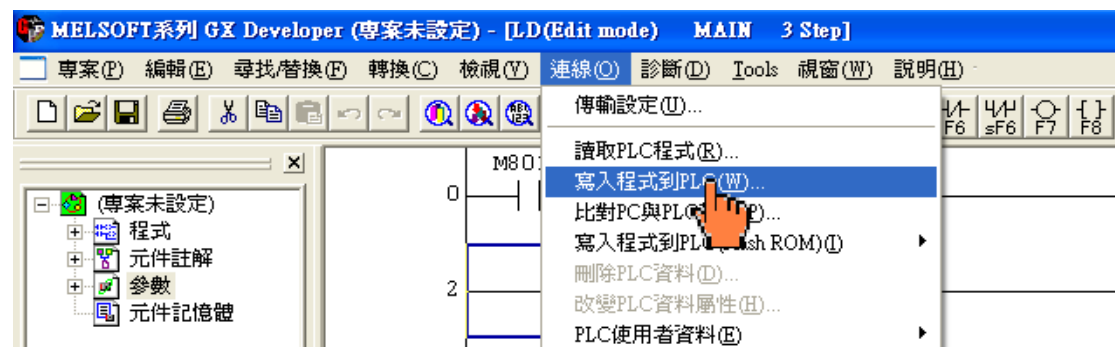 MELSOFT系列 GX Developer (專案未設定) - [LD(Edit mode) MAIN 3 Step]
專案(P) 編輯(E) 尋找/替換(F) 轉換(C) 檢視(V) 連線(O) 診斷(D) Tools 視窗(W) 說明(H)
傳輸設定(U)...
F6 sF6 F7 F8
讀取PLC程式(R)...
M80
寫入程式到PLC(W)...
0
比對PC與PLC P)...
(專案未設定)
程式
寫入程式到PL sh ROM)(I)
元件註解
刪除PLC資料(D)...
參數
2
改變PLC資料屬性(H)...
元件記憶體
PLC使用者資料(E)